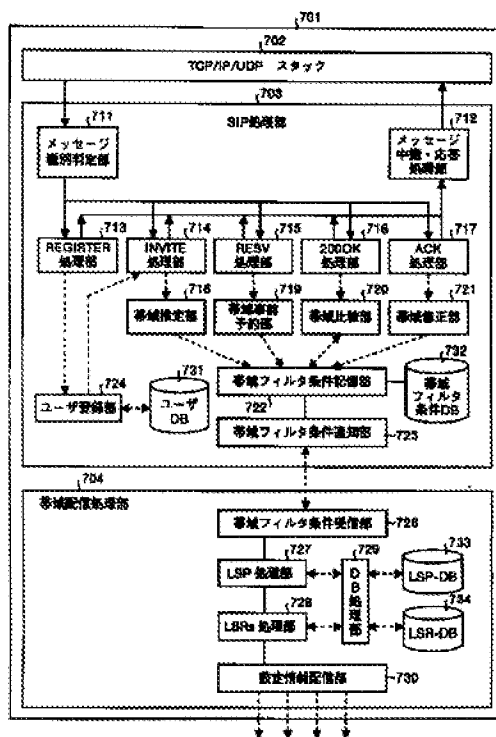 701
702
TCP/IP/UDP スタック
703
SIP処理部
711
メッセージ
種別判定部
712
メッセージ
中継・応答
処理部
713
REGISTER
処理部
714
INVITE
処理部
715
RESV
処理部
716
200OK
処理部
717
ACK
処理部
718
帯域推定部
719
帯域事前
予約部
720
帯域比較部
721
帯域修正部
724
ユーザ登録部
731
ユーザ
DB
帯域フィルタ条件記憶部
722
732
帯域
フィルタ
条件DB
帯域フィルタ条件通知部
723
704
帯域配信処理部
帯域フィルタ条件受信部
726
727
LSP 処理部
728
LSRs 処理部
729
DB処理部
733
LSP-DB
734
LSR-DB
設定情報配信部
730